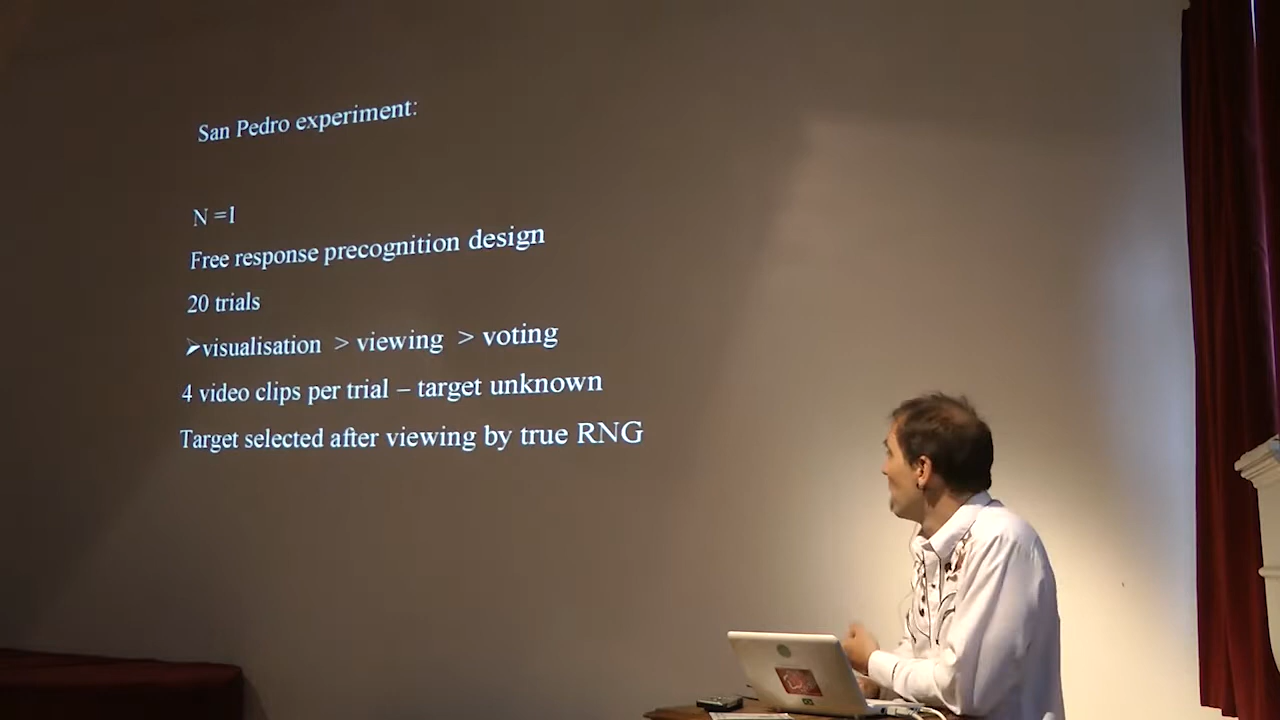 San Pedro experiment:
N =1
Free response precognition design
20 trials
➢visualisation > viewing > voting
4 video clips per trial – target unknown
Target selected after viewing by true RNG